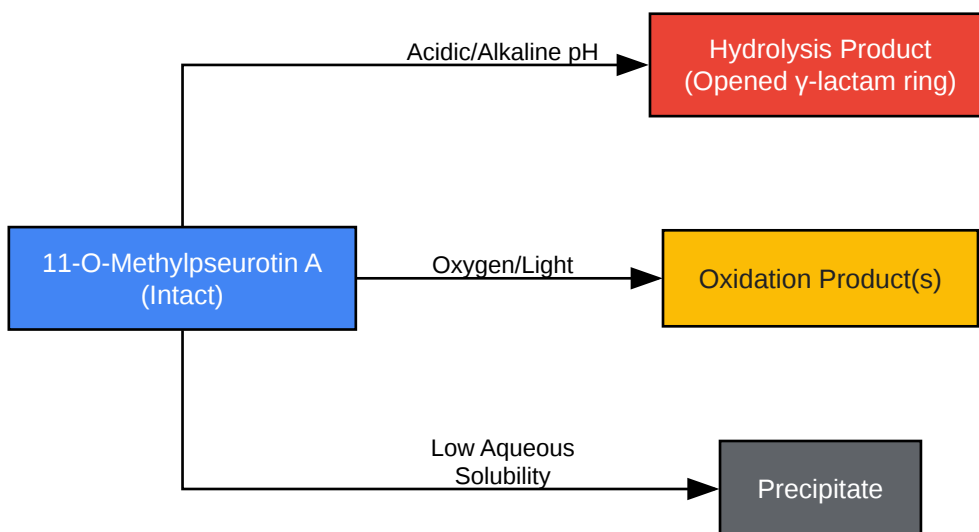 Acidic/Alkaline pH
Hydrolysis Product
(Opened γ-lactam ring)
11-O-Methylpseurotin A
(Intact)
Oxygen/Light
Oxidation Product(s)
Low Aqueous
Solubility
Precipitate